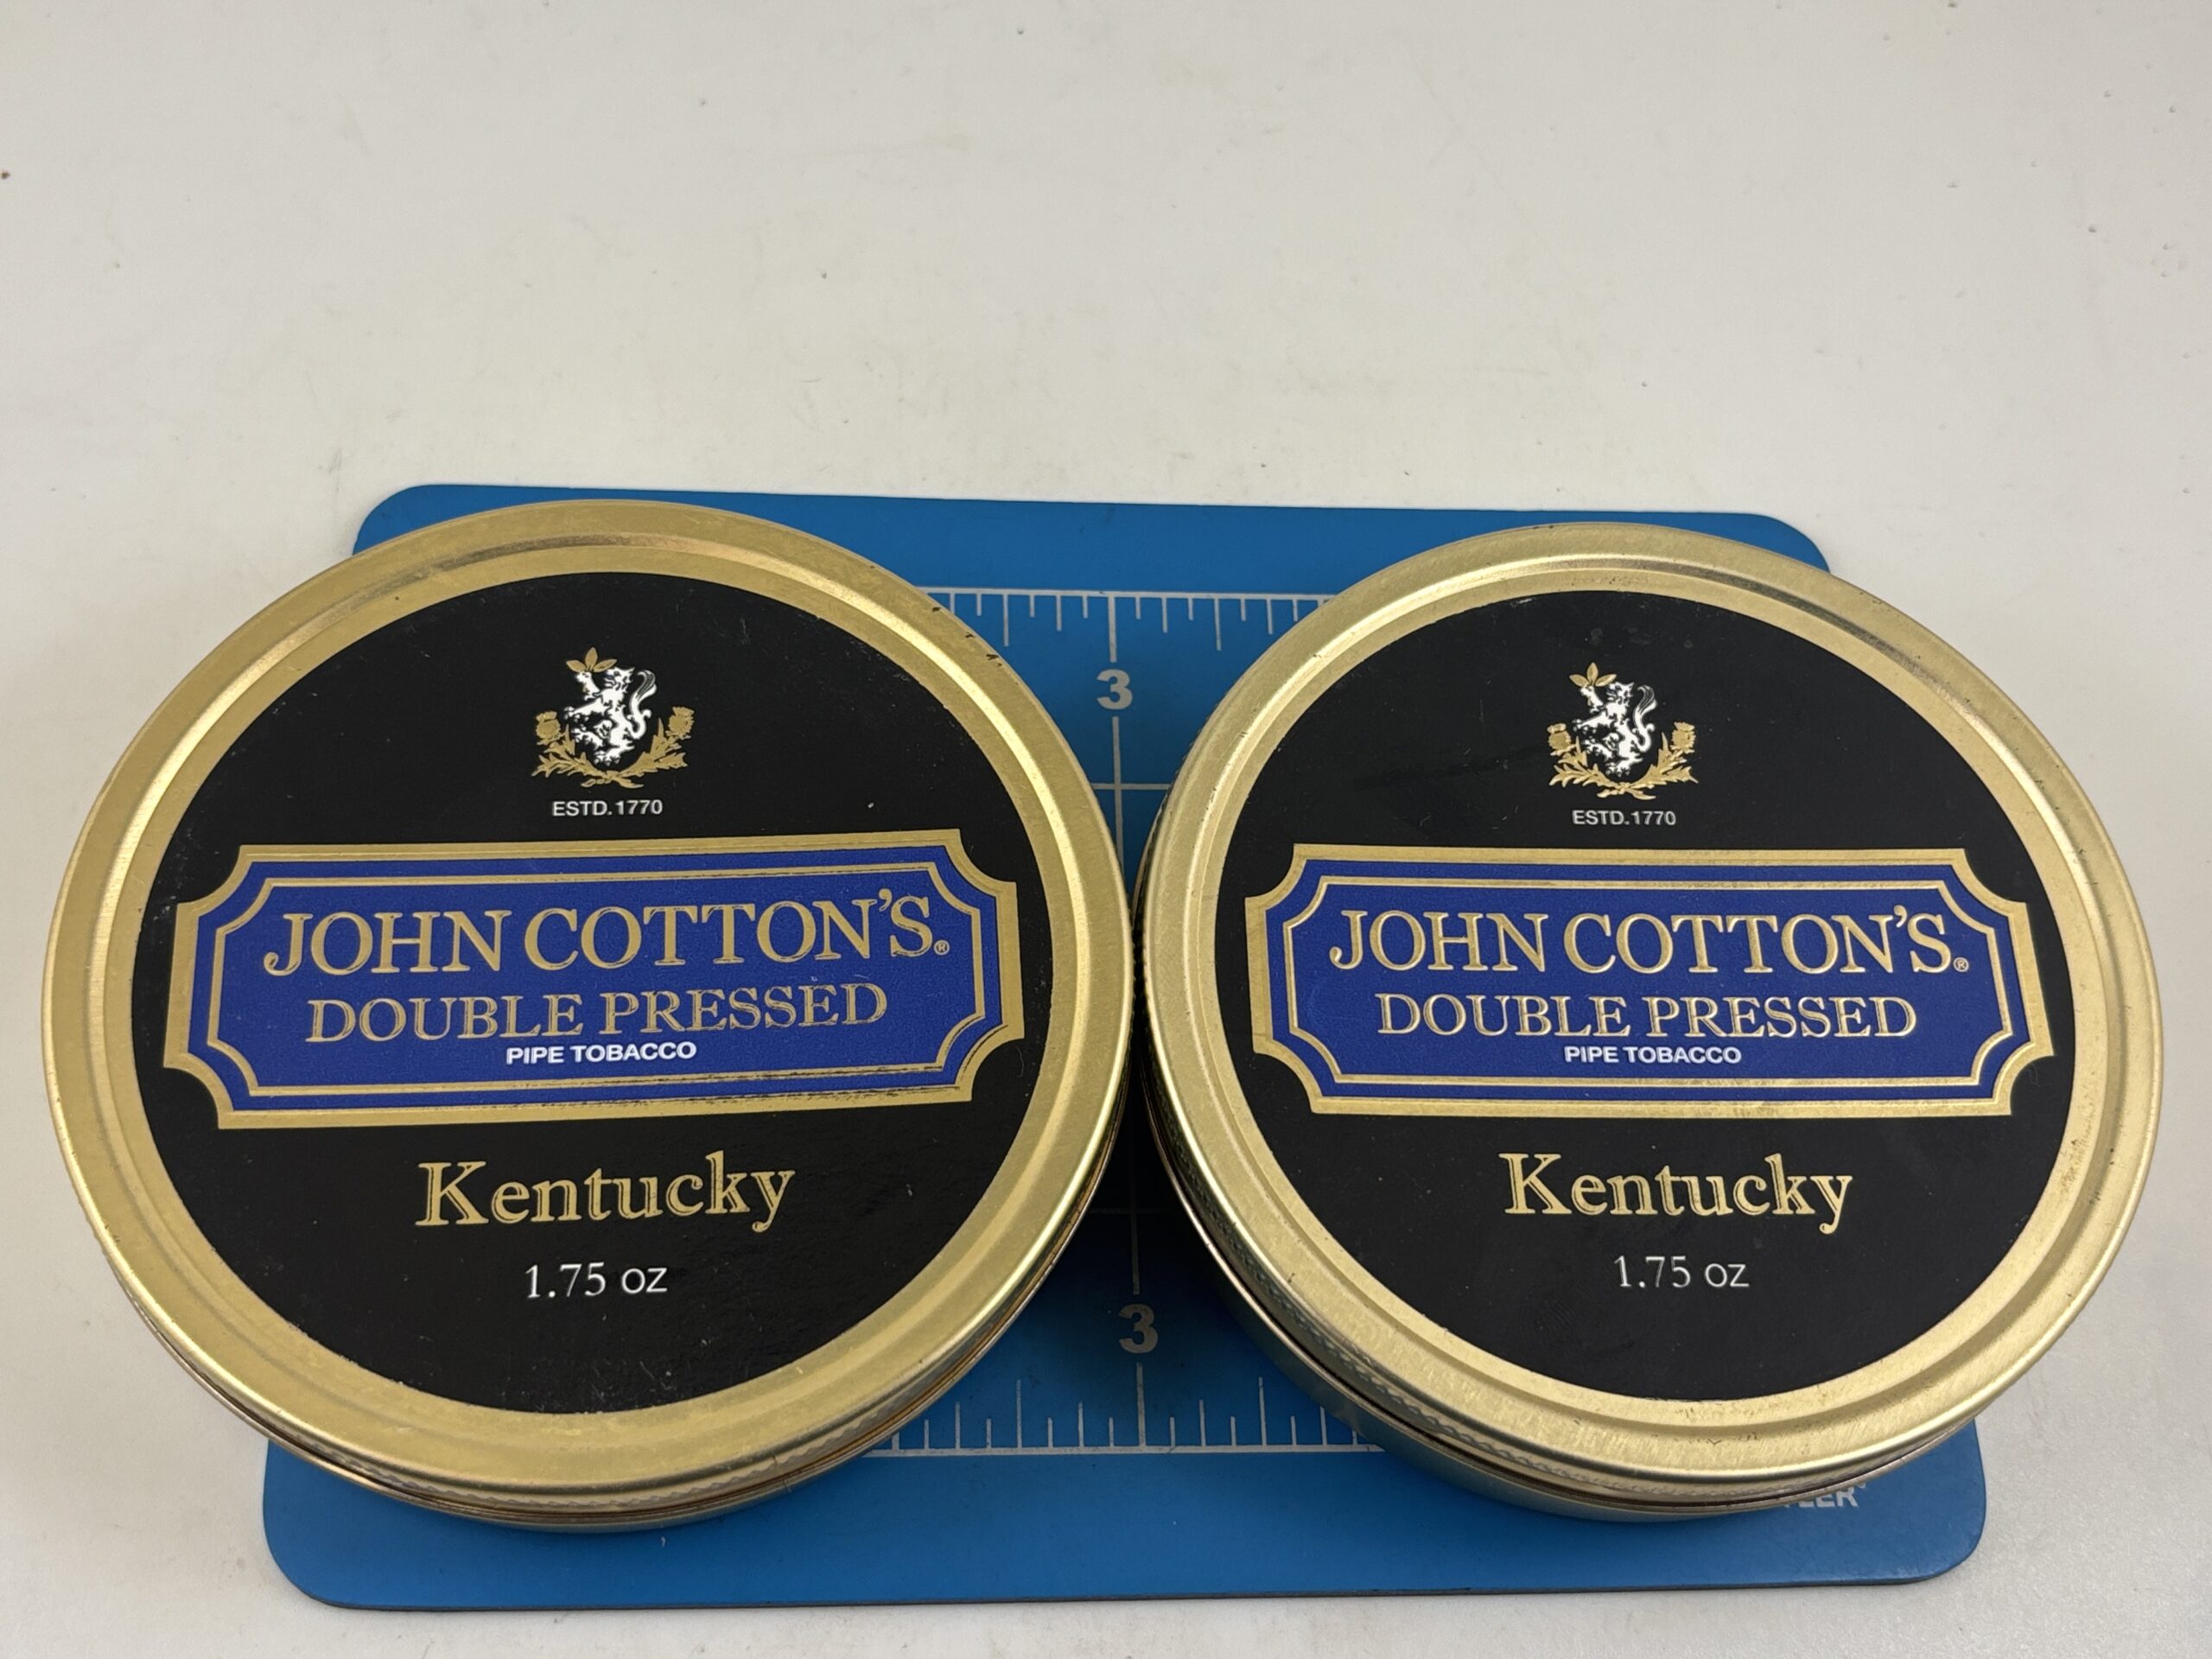 3
ESTD.1770
JOHN COTTON'S®
DOUBLE PRESSED
PIPE TOBACCO
Kentucky
1.75 oz
ESTD.1770
JOHN COTTON'S®
DOUBLE PRESSED
PIPE TOBACCO
Kentucky
1.75 oz
3